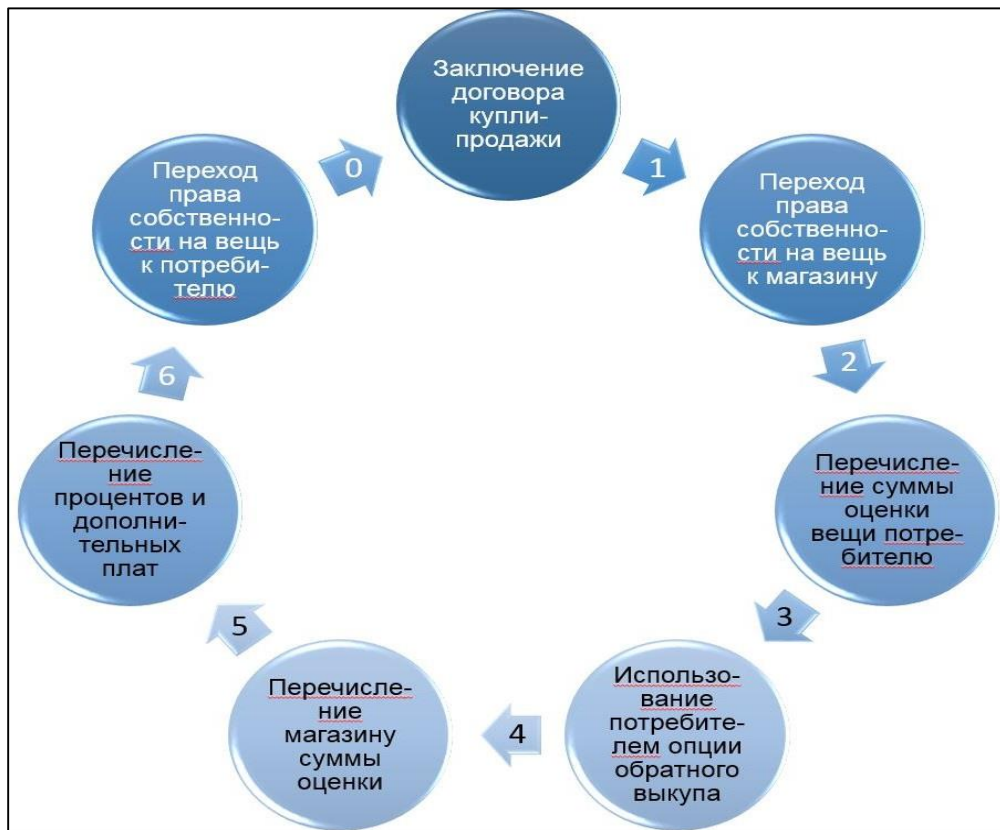 Заключение
договора
купли-
продажи
1
Переход
права
собственно-
сти на вещь
к магазину
2
Перечисле-
ние суммы
оценки
вещи потре-
бителю
3
Использо-
вание
потребите-
лем опции
обратного
выкупа
4
Перечисле-
ние
магазину
суммы
оценки
5
Перечисле-
ние
процентов и
дополни-
тельных
плат
6
Переход
права
собственно-
сти на вещь
к потреби-
телю
0